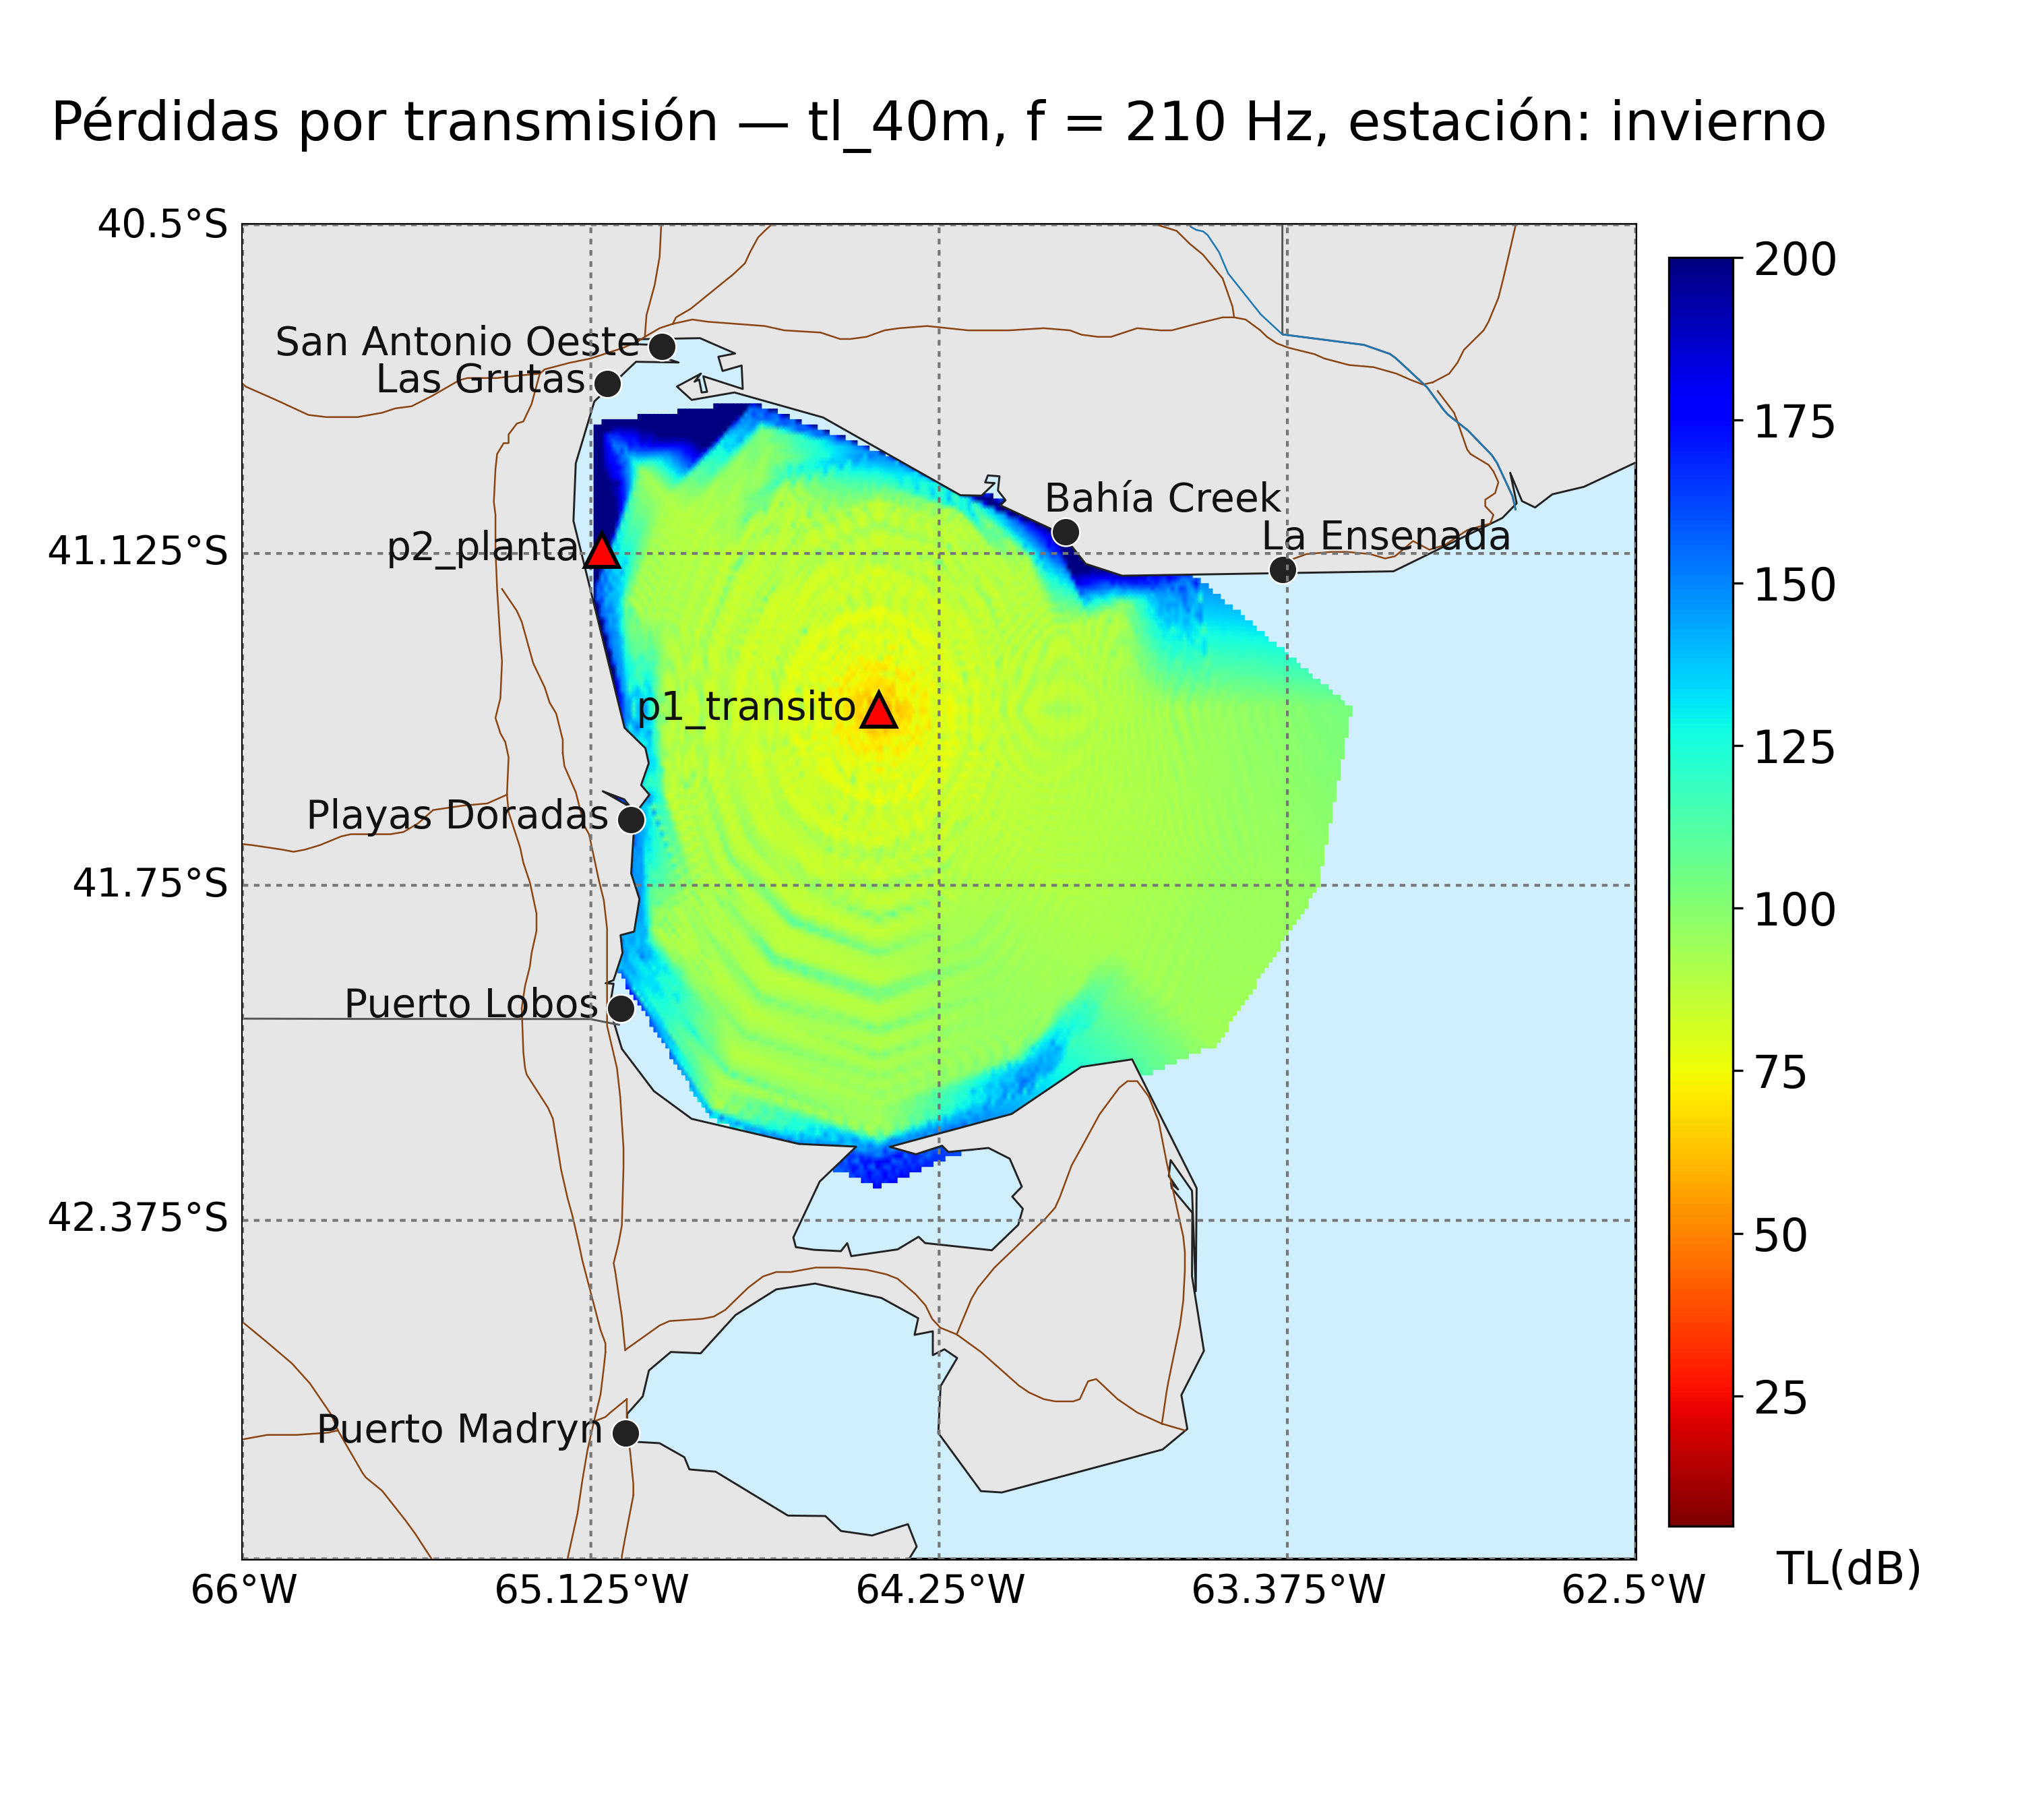 Pérdidas por transmisión — tl_40m, f = 210 Hz, estación: invierno
40.5°S
200
San Antonio Oeste
Las Grutas
175
Bahía Creek
La Ensenada
p2_planta
41.125°S
150
p1_transito
125
Playas Doradas
41.75°S
100
Puerto Lobos
75
42.375°S
50
25
Puerto Madryn
TL(dB)
66°W
65.125°W
64.25°W
63.375°W
62.5°W